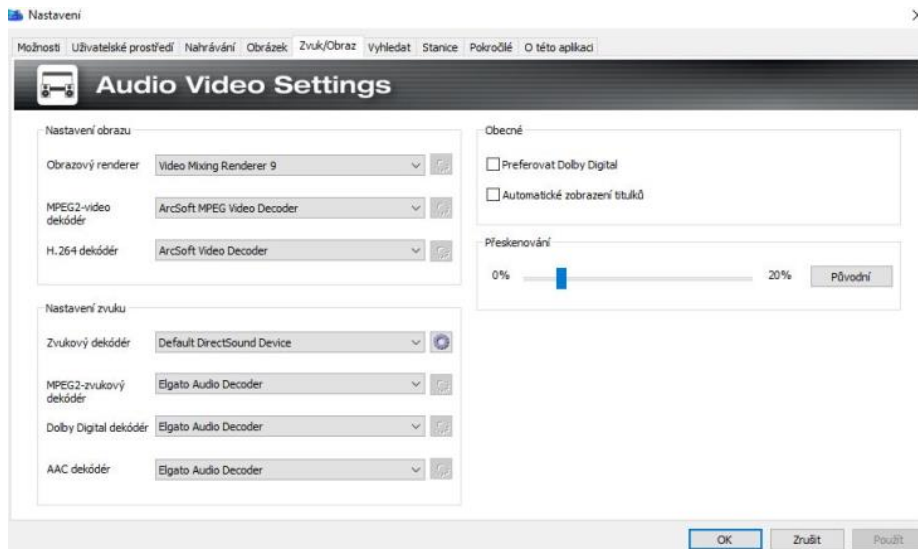 Nastavení
Možnosti Uživatelské prostředí Nahrávání Obrázek Zvuk/Obraz Vyhledat Stanice Pokročilé O této aplikaci
Audio Video Settings
Nastavení obrazu
Obrazový renderer Video Mixing Renderer 9
MPEG2-video dekódér ArcSoft MPEG Video Decoder
H.264 dekódér ArcSoft Video Decoder
Nastavení zvuku
Zvukový dekódér Default DirectSound Device
MPEG2-zvukový dekódér Elgato Audio Decoder
Dolby Digital dekódér Elgato Audio Decoder
AAC dekódér Elgato Audio Decoder
Obecné
Preferovat Dolby Digital
Automatické zobrazení titulků
Přeskenování
0% 20% Původní
OK Zrušit Použít